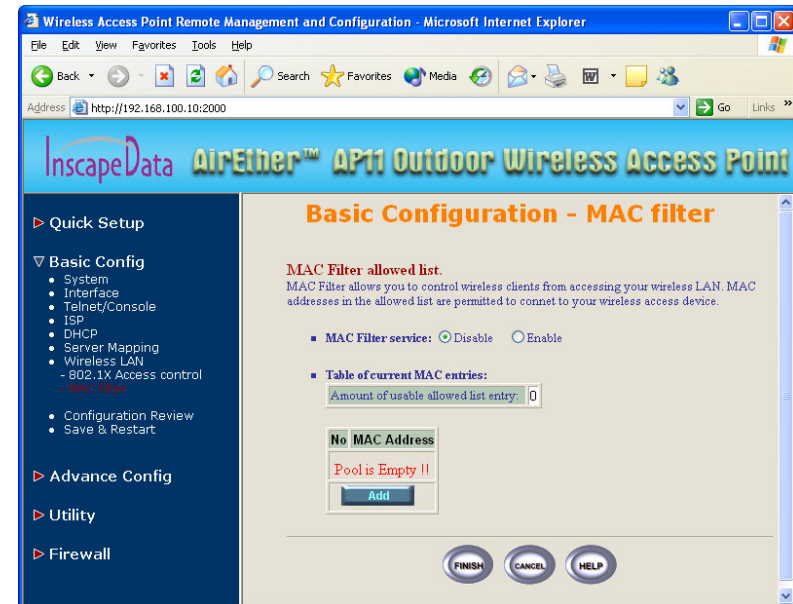 Wireless Access Point Remote Management and Configuration - Microsoft Internet Explorer
File Edit View Favorites Tools Help
Back Search Favorites Media
Address http://192.168.100.10:2000 Go Links »
InscapeData AirEther™ AP11 Outdoor Wireless Access Point
Quick Setup
Basic Config
System
Interface
Telnet/Console
ISP
DHCP
Server Mapping
Wireless LAN
- 802.1X Access control
- MAC filter
Configuration Review
Save & Restart
Advance Config
Utility
Firewall
Basic Configuration - MAC filter
MAC Filter allowed list.
MAC Filter allows you to control wireless clients from accessing your wireless LAN. MAC
addresses in the allowed list are permitted to connet to your wireless access device.
MAC Filter service: Disable Enable
Table of current MAC entries:
Amount of usable allowed list entry: 0
No MAC Address
Pool is Empty !!
Add
FINISH CANCEL HELP